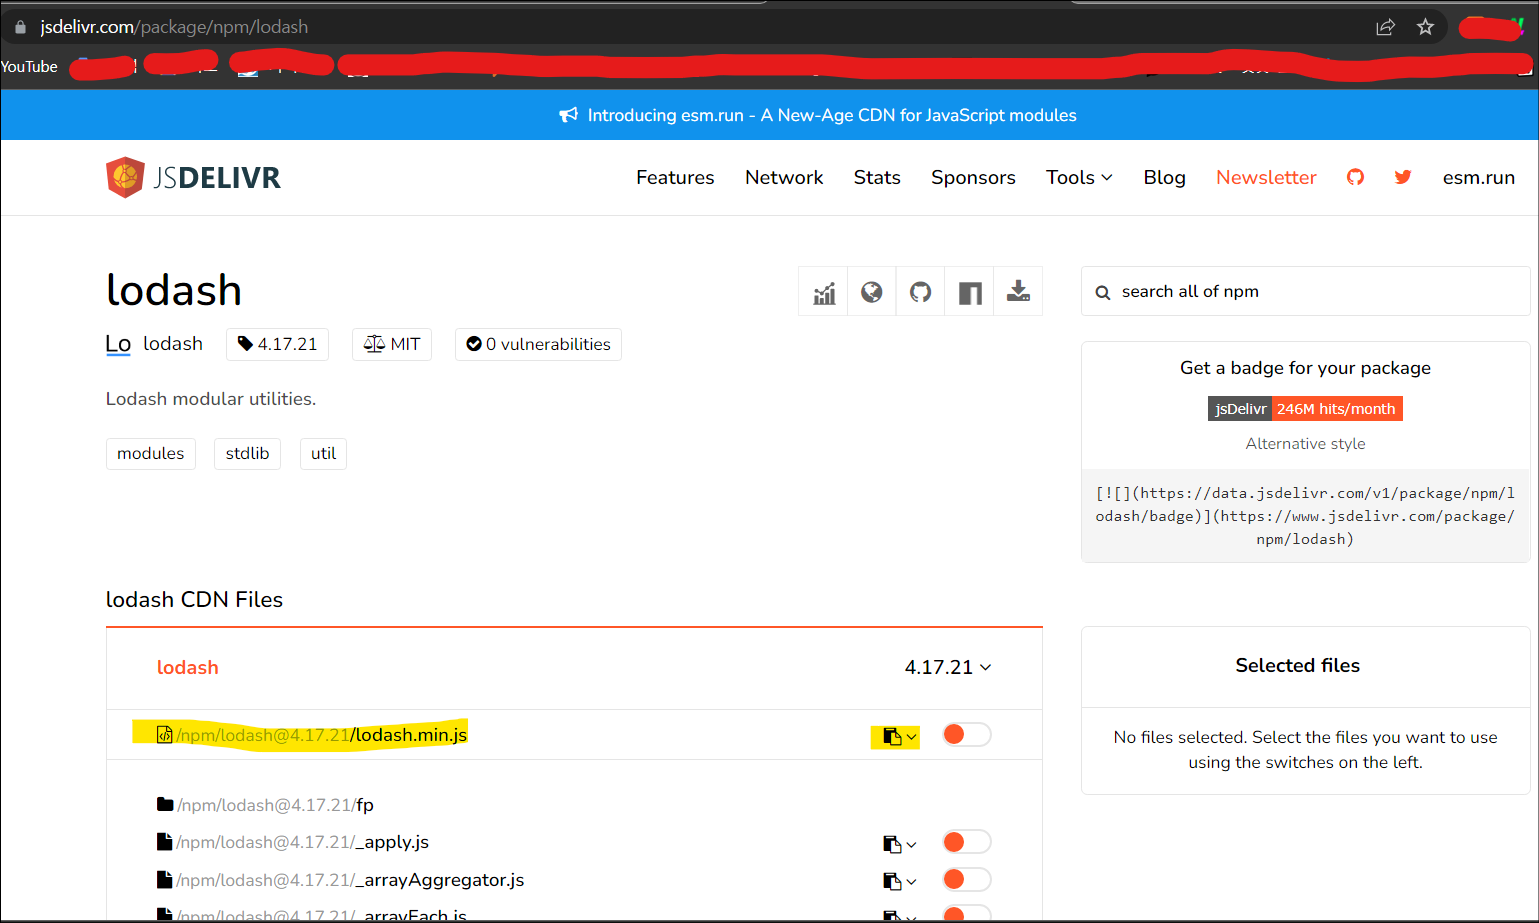 jsdelivr.com/package/npm/lodash
YouTube
Introducing esm.run - A New-Age CDN for JavaScript modules
JSDELIVR
Features
Network
Stats
Sponsors
Tools
Blog
Newsletter
esm.run
lodash
search all of npm
Lo
lodash
4.17.21
MIT
0 vulnerabilities
Lodash modular utilities.
modules
stdlib
util
Get a badge for your package
jsDelivr 246M hits/month
Alternative style
[![](https://data.jsdelivr.com/v1/package/npm/l
odash/badge)](https://www.jsdelivr.com/package/
npm/lodash)
lodash CDN Files
lodash
4.17.21
/npm/lodash@4.17.21/lodash.min.js
/npm/lodash@4.17.21/fp
/npm/lodash@4.17.21/_apply.js
/npm/lodash@4.17.21/_arrayAggregator.js
/npm/lodash@4.17.21/_arrayEach.js
Selected files
No files selected. Select the files you want to use
using the switches on the left.